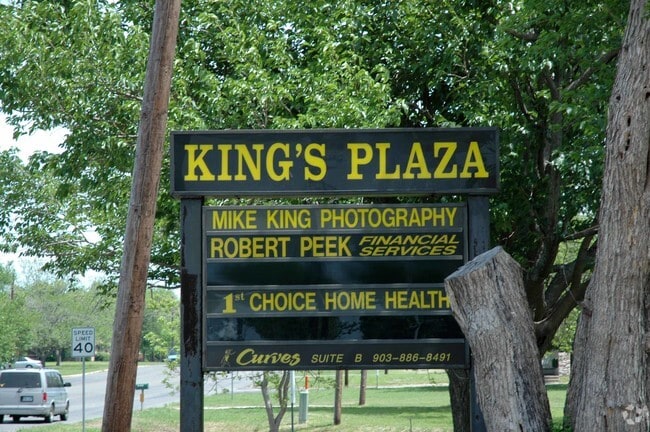 KING'S PLAZA
MIKE KING PHOTOGRAPHY
ROBERT PEEK FINANCIAL SERVICES
1st CHOICE HOME HEALTH
Curves SUITE B 903-886-8491
SPEED
LIMIT
40